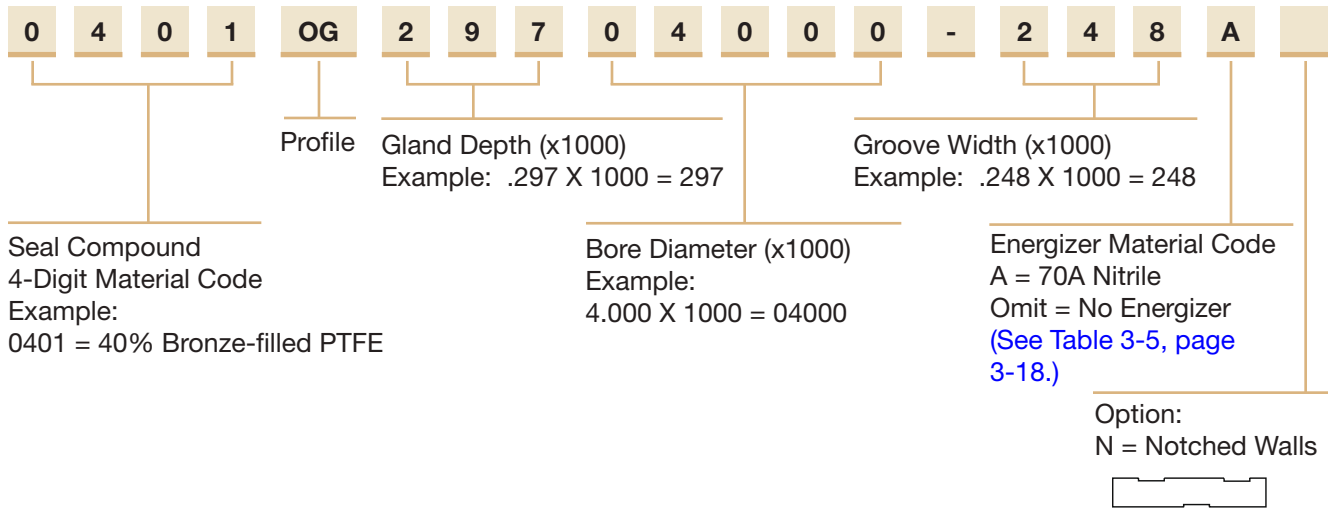 0 4 0 1 OG 2 9 7 0 4 0 0 0 - 2 4 8 A
Profile
Gland Depth (x1000)
Example: .297 X 1000 = 297
Groove Width (x1000)
Example: .248 X 1000 = 248
Seal Compound
4-Digit Material Code
Example:
0401 = 40% Bronze-filled PTFE
Bore Diameter (x1000)
Example:
4.000 X 1000 = 04000
Energizer Material Code
A = 70A Nitrile
Omit = No Energizer
(See Table 3-5, page
3-18.)
Option:
N = Notched Walls